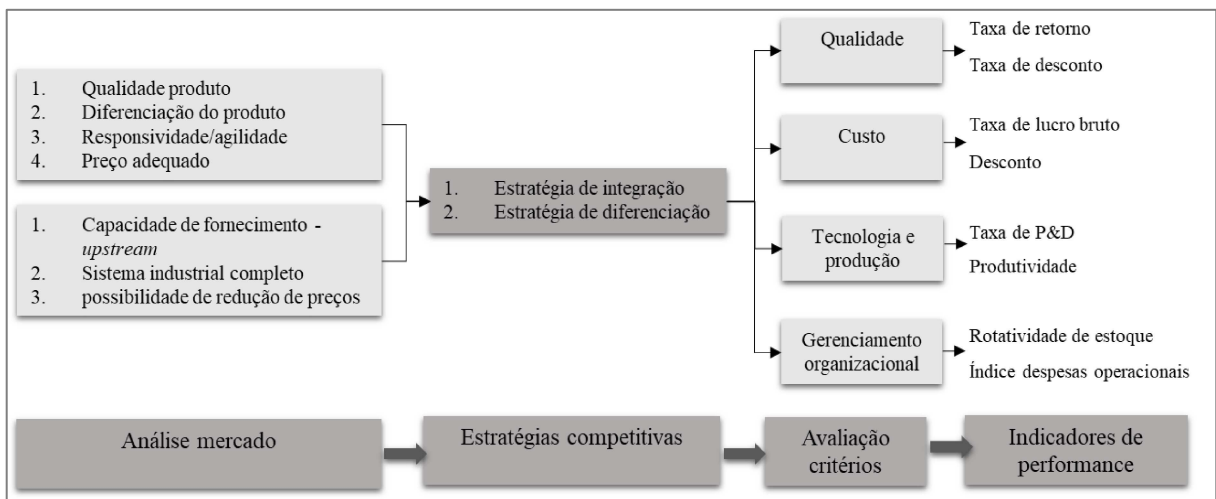 1. Qualidade produto
2. Diferenciação do produto
3. Responsividade/agilidade
4. Preço adequado
1. Capacidade de fornecimento -
upstream
2. Sistema industrial completo
3. possibilidade de redução de preços
1. Estratégia de integração
2. Estratégia de diferenciação
Qualidade
Taxa de retorno
Taxa de desconto
Custo
Taxa de lucro bruto
Desconto
Tecnologia e
produção
Taxa de P&D
Produtividade
Gerenciamento
organizacional
Rotatividade de estoque
Índice despesas operacionais
Análise mercado
Estratégias competitivas
Avaliação
critérios
Indicadores de
performance